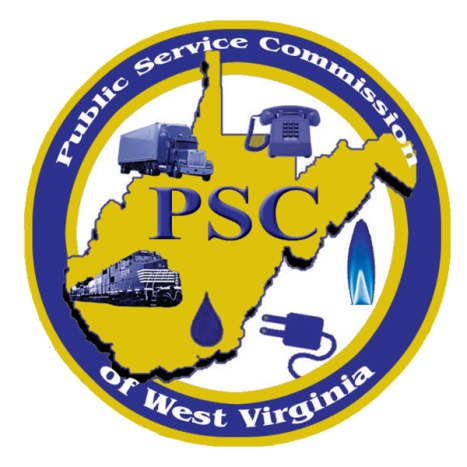 Public Service Commission
PSC
of West Virginia